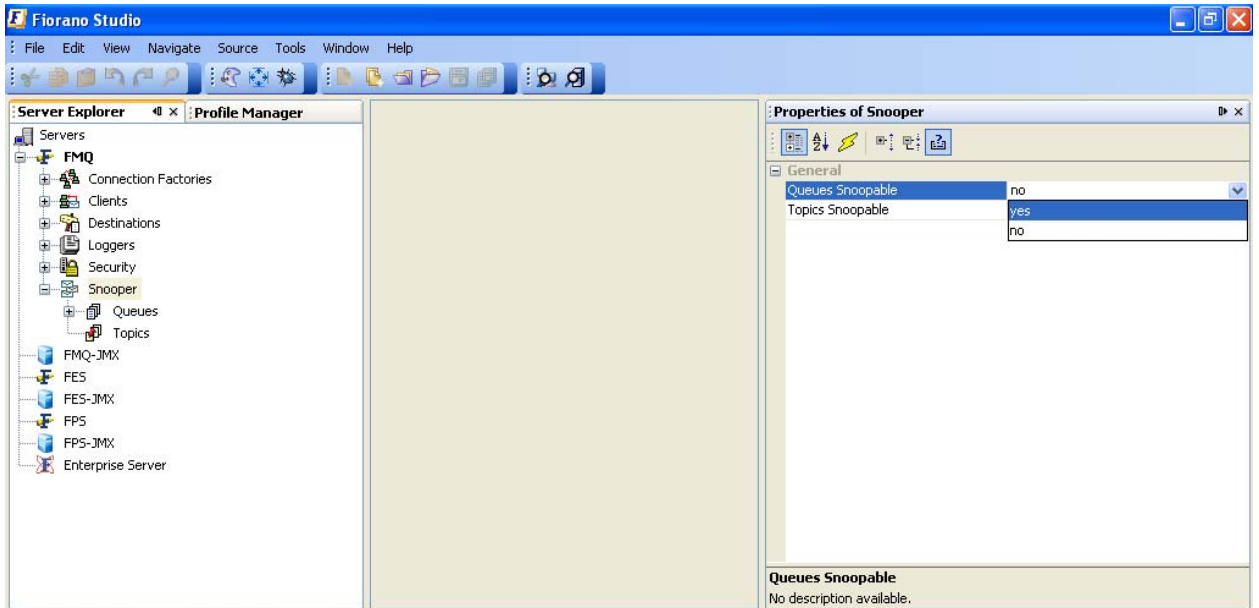 Fiorano Studio
File Edit View Navigate Source Tools Window Help
Server Explorer Profile Manager
Servers
FMQ
Connection Factories
Clients
Destinations
Loggers
Security
Snooper
Queues
Topics
FMQ-JMX
FES
FES-JMX
FPS
FPS-JMX
Enterprise Server
Properties of Snooper
General
Queues Snoopable no
Topics Snoopable yes
no
Queues Snoopable
No description available.